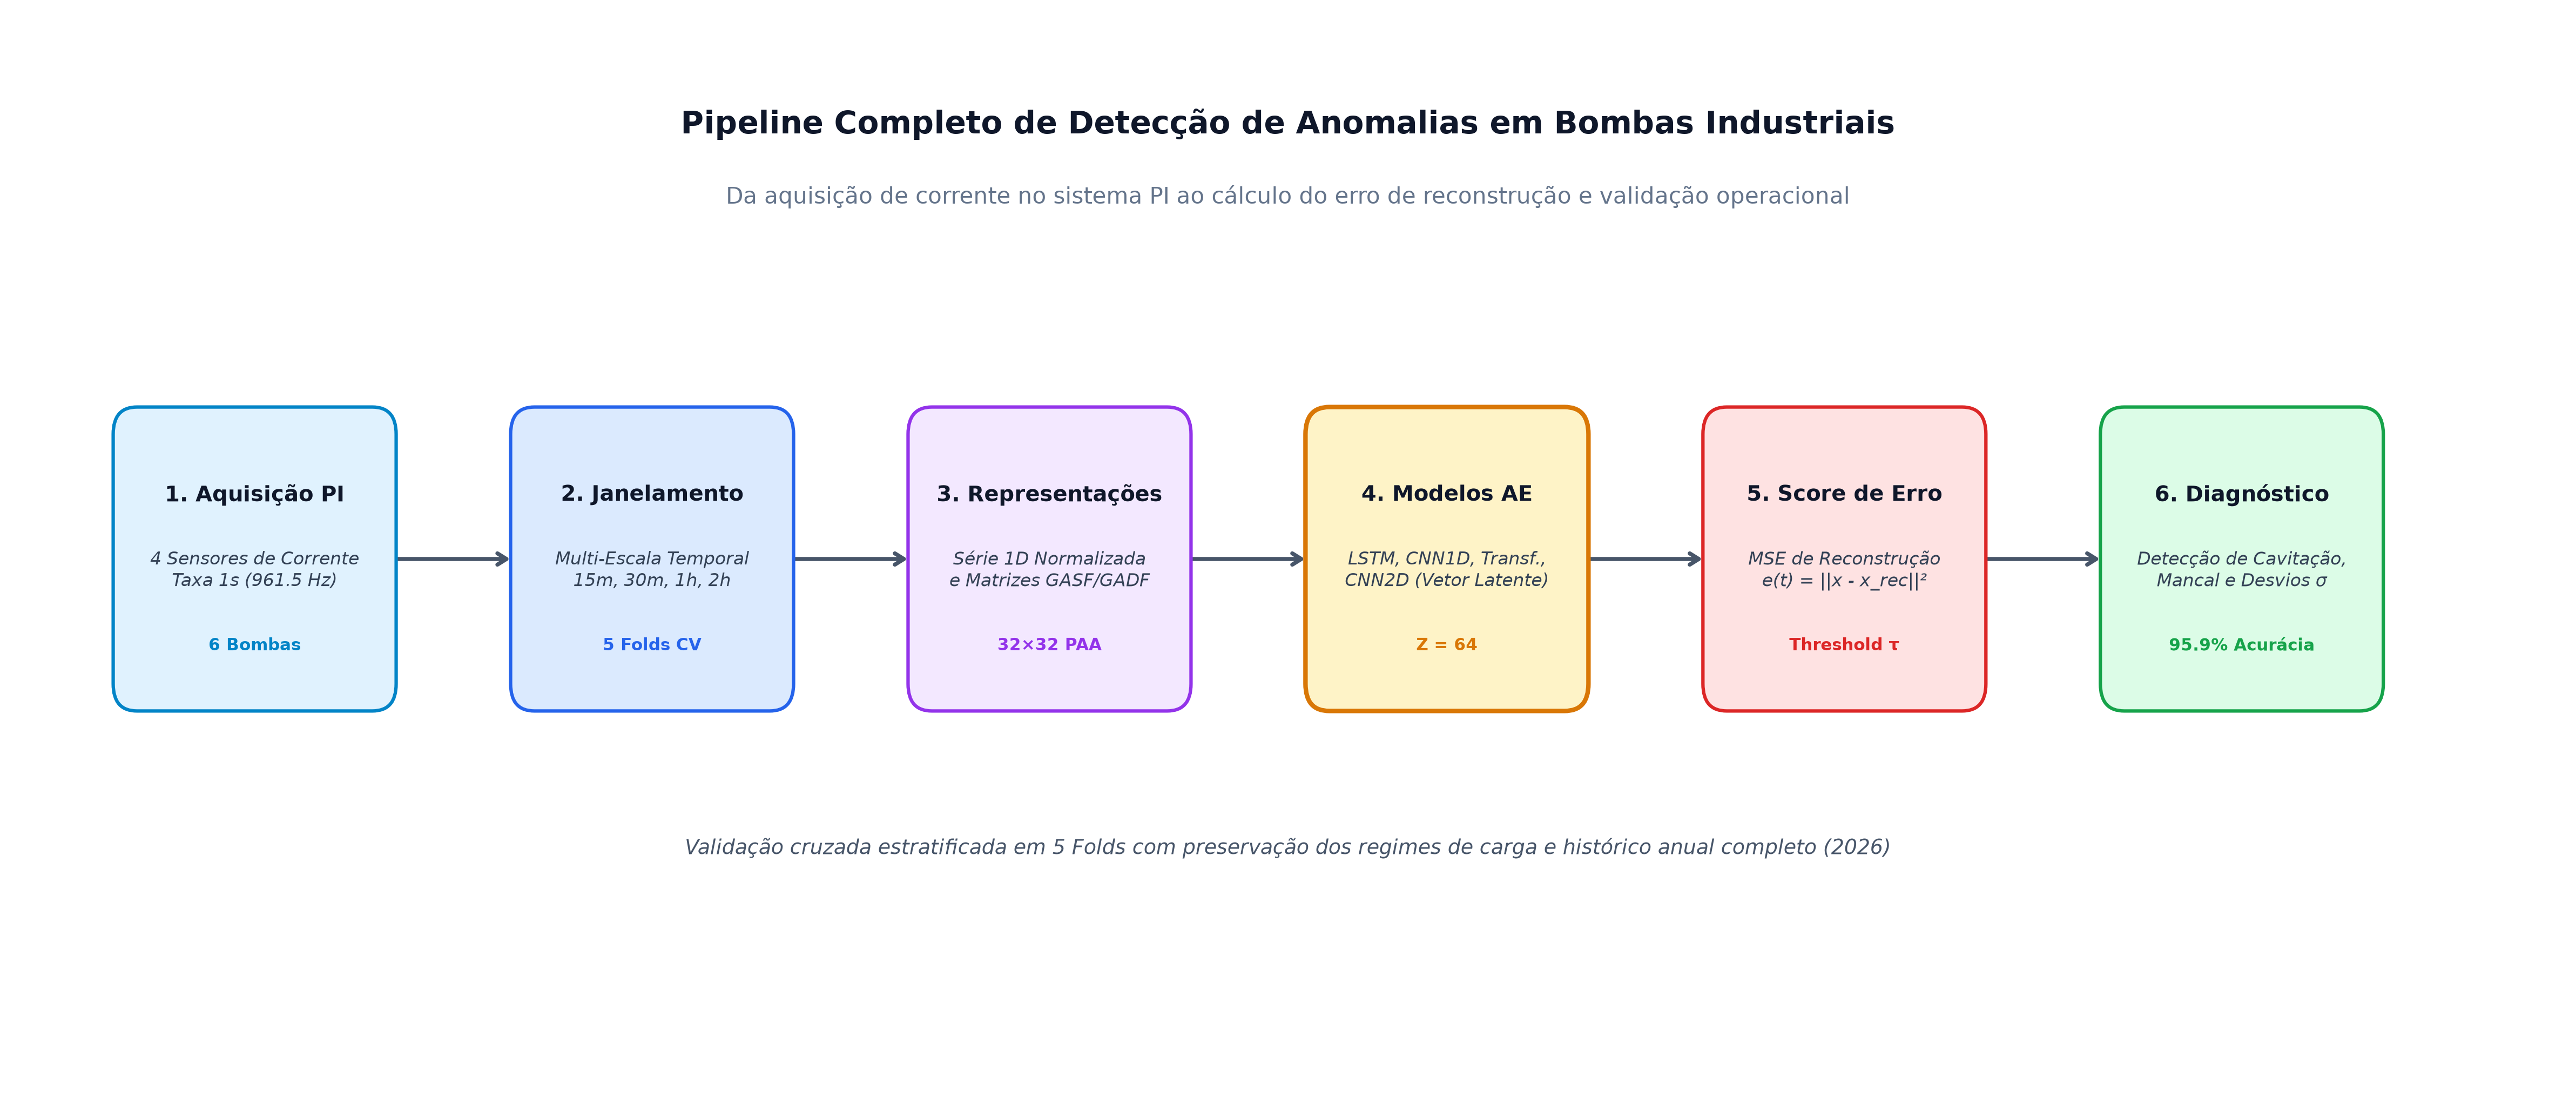 Pipeline Completo de Detecção de Anomalias em Bombas Industriais
Da aquisição de corrente no sistema PI ao cálculo do erro de reconstrução e validação operacional
1. Aquisição PI
4 Sensores de Corrente
Taxa 1s (961.5 Hz)
6 Bombas
2. Janelamento
Multi-Escala Temporal
15m, 30m, 1h, 2h
5 Folds CV
3. Representações
Série 1D Normalizada
e Matrizes GASF/GADF
32×32 PAA
4. Modelos AE
LSTM, CNN1D, Transf.,
CNN2D (Vetor Latente)
Z = 64
5. Score de Erro
MSE de Reconstrução
e(t) = ||x - x_rec||²
Threshold τ
6. Diagnóstico
Detecção de Cavitação,
Mancal e Desvios σ
95.9% Acurácia
Validação cruzada estratificada em 5 Folds com preservação dos regimes de carga e histórico anual completo (2026)